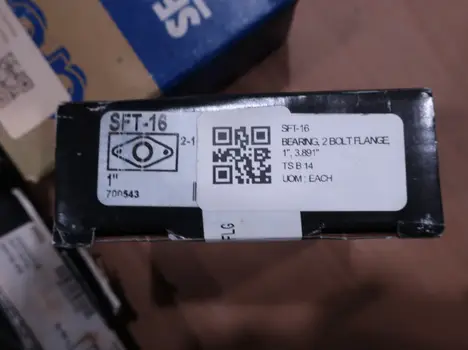 SFT-16
2-1
1"
700543
SFT-16
BEARING, 2 BOLT FLANGE,
1", 3.891"
TS B 14
UOM : EACH
FLG